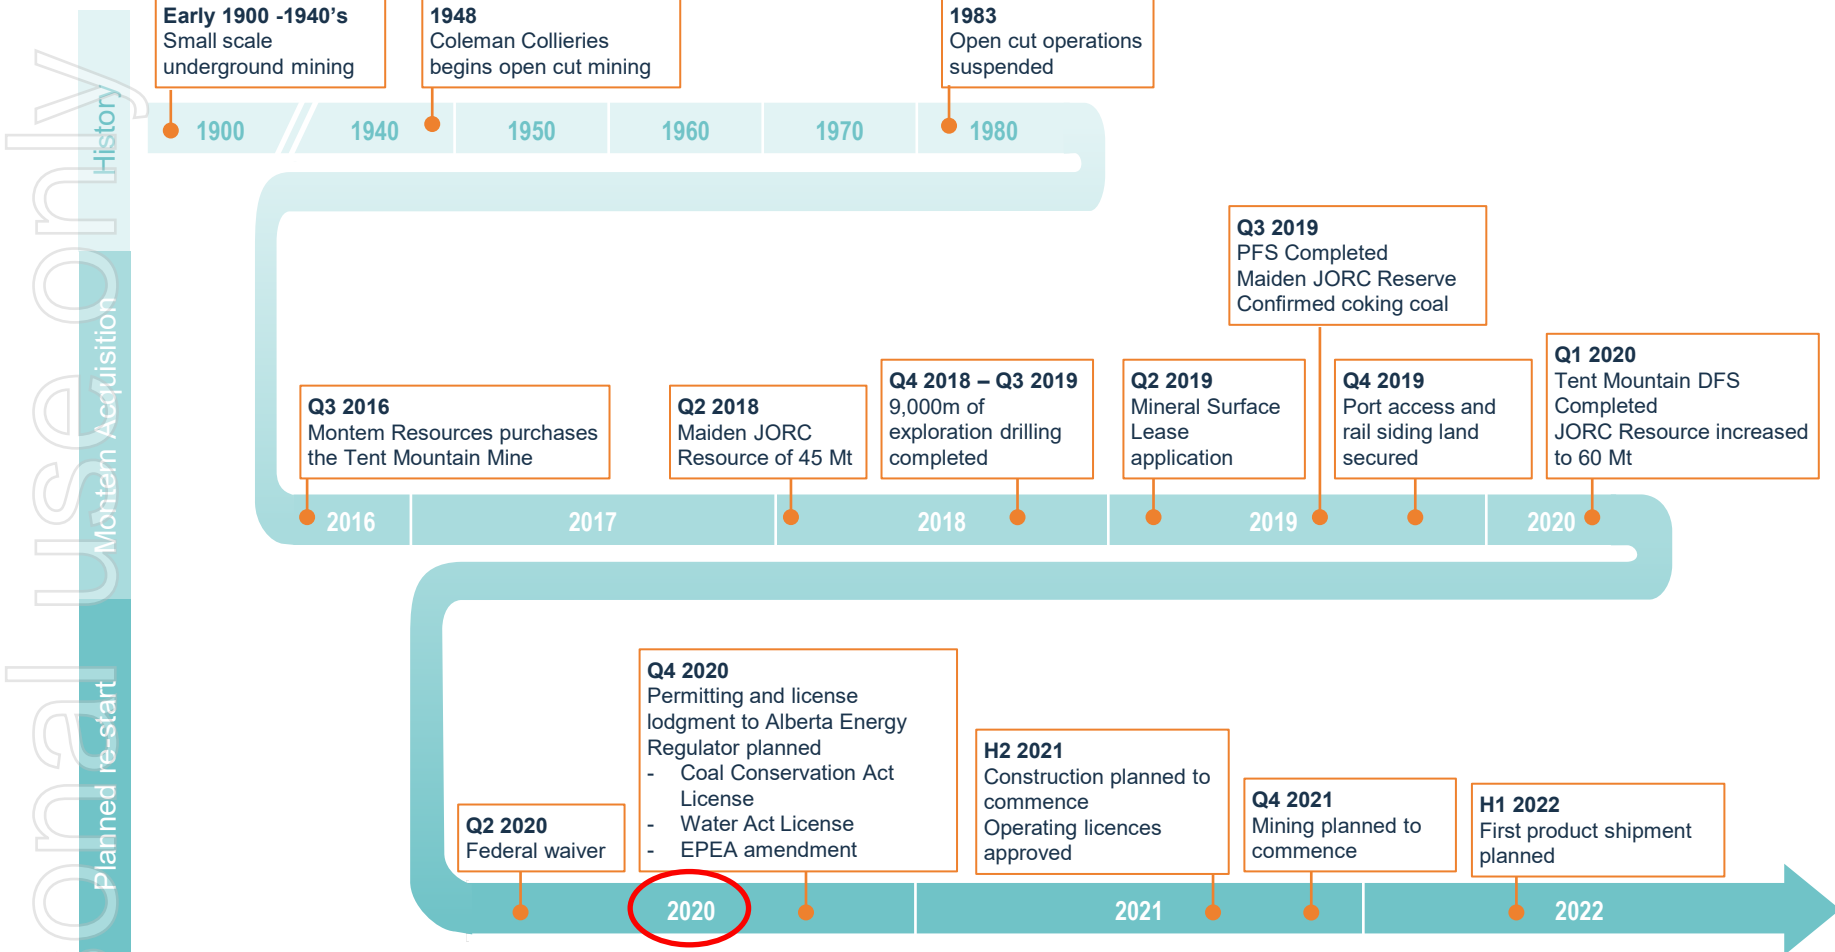 Early 1900 -1940's
Small scale
underground mining
1948
Coleman Collieries
begins open cut mining
1983
Open cut operations
suspended
History
1900
1940
1950
1960
1970
1980
Q3 2019
PFS Completed
Maiden JORC Reserve
Confirmed coking coal
Montem Acquisition
Q3 2016
Montem Resources purchases
the Tent Mountain Mine
Q2 2018
Maiden JORC
Resource of 45 Mt
Q4 2018 – Q3 2019
9,000m of
exploration drilling
completed
Q2 2019
Mineral Surface
Lease
application
Q4 2019
Port access and
rail siding land
secured
Q1 2020
Tent Mountain DFS
Completed
JORC Resource increased
to 60 Mt
2016
2017
2018
2019
2020
Planned re-start
Q2 2020
Federal waiver
Q4 2020
Permitting and license
lodgment to Alberta Energy
Regulator planned
- Coal Conservation Act
License
- Water Act License
- EPEA amendment
H2 2021
Construction planned to
commence
Operating licences
approved
Q4 2021
Mining planned to
commence
H1 2022
First product shipment
planned
2020
2021
2022
onal use only